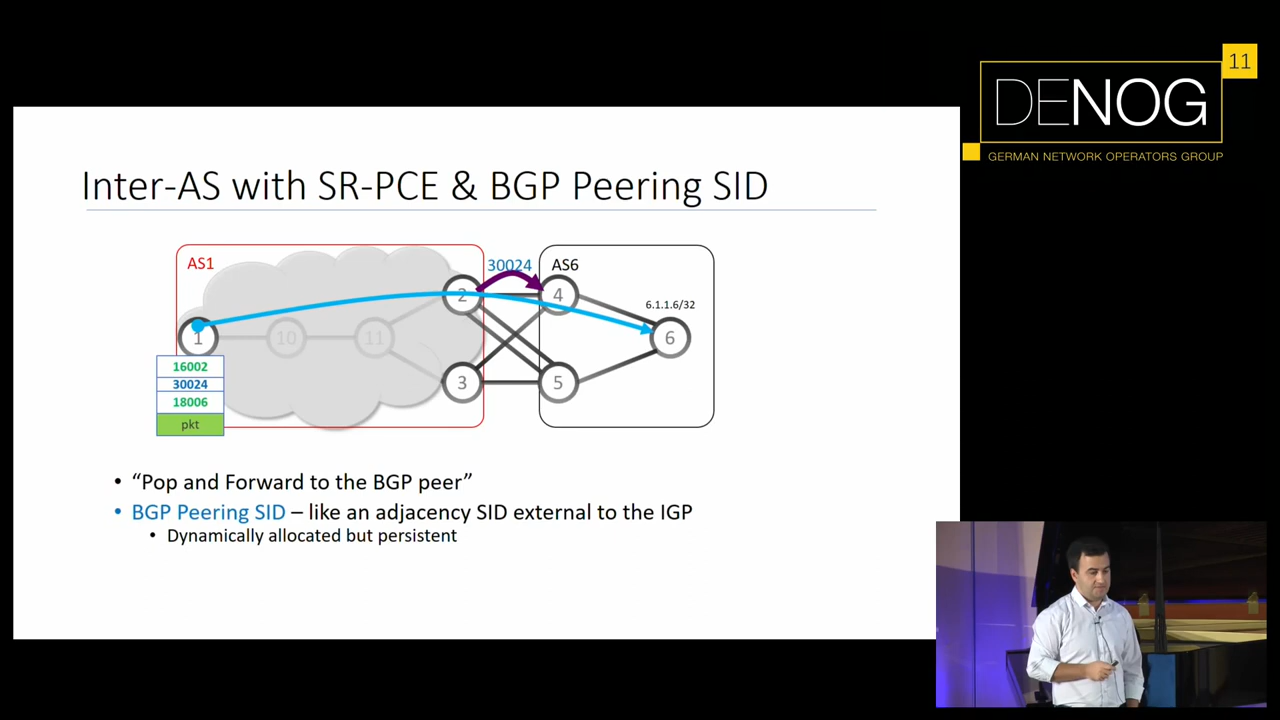 11
DENOG
GERMAN NETWORK OPERATORS GROUP
Inter-AS with SR-PCE & BGP Peering SID
AS1
30024
AS6
2
4
6.1.1.6/32
1
10
11
6
3
5
16002
30024
18006
pkt
• “Pop and Forward to the BGP peer”
• BGP Peering SID – like an adjacency SID external to the IGP
• Dynamically allocated but persistent